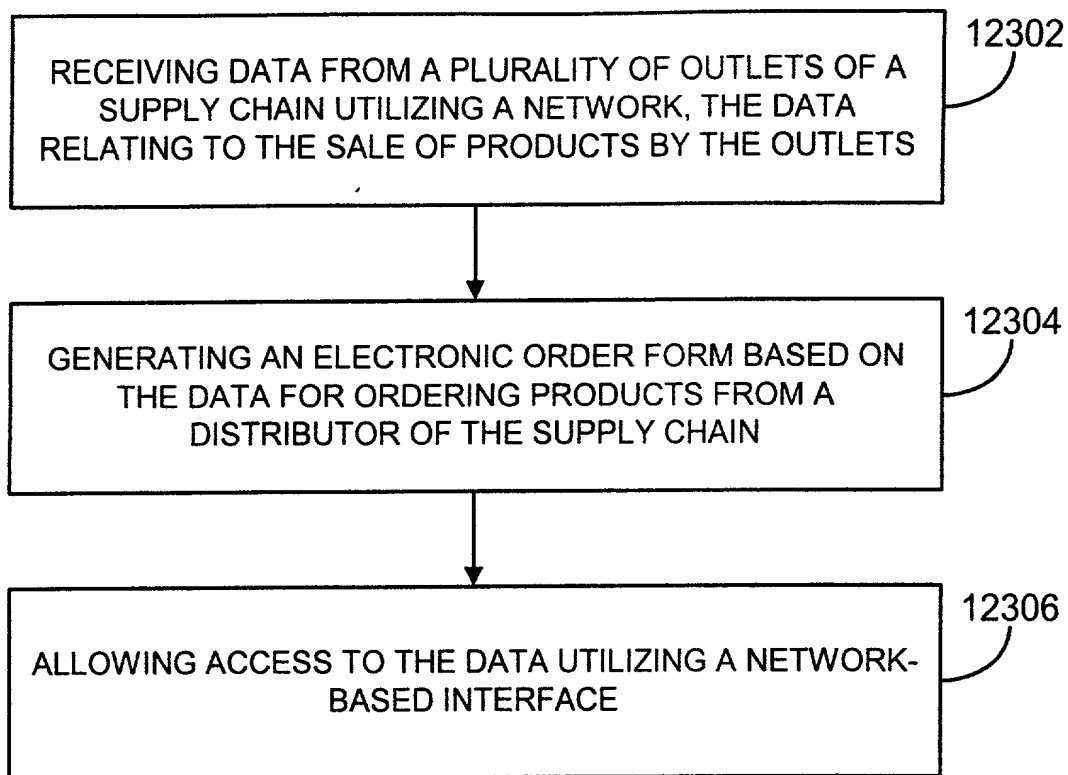 12302
RECEIVING DATA FROM A PLURALITY OF OUTLETS OF A
SUPPLY CHAIN UTILIZING A NETWORK, THE DATA
RELATING TO THE SALE OF PRODUCTS BY THE OUTLETS
12304
GENERATING AN ELECTRONIC ORDER FORM BASED ON
THE DATA FOR ORDERING PRODUCTS FROM A
DISTRIBUTOR OF THE SUPPLY CHAIN
12306
ALLOWING ACCESS TO THE DATA UTILIZING A NETWORK-
BASED INTERFACE